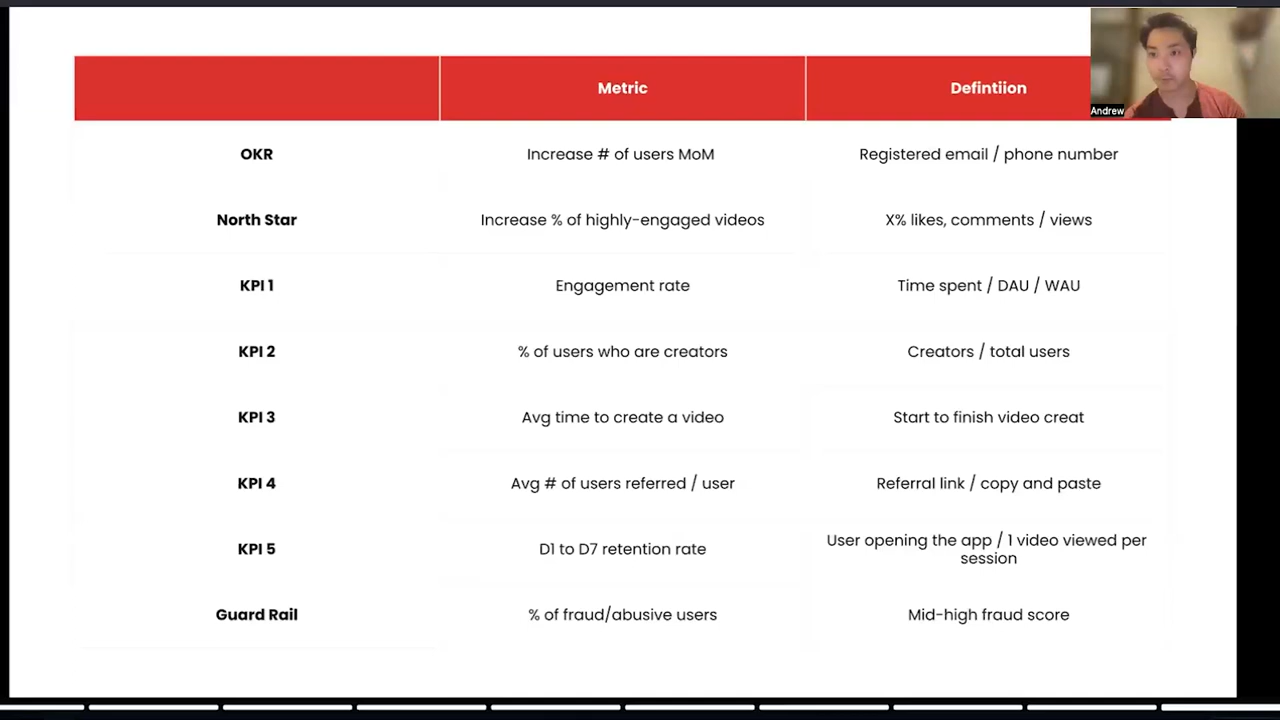 Metric
Defintiion
Andrew
OKR
Increase # of users MoM
Registered email / phone number
North Star
Increase % of highly-engaged videos
X% likes, comments / views
KPI 1
Engagement rate
Time spent / DAU / WAU
KPI 2
% of users who are creators
Creators / total users
KPI 3
Avg time to create a video
Start to finish video creat
KPI 4
Avg # of users referred / user
Referral link / copy and paste
KPI 5
D1 to D7 retention rate
User opening the app / 1 video viewed per
session
Guard Rail
% of fraud/abusive users
Mid-high fraud score